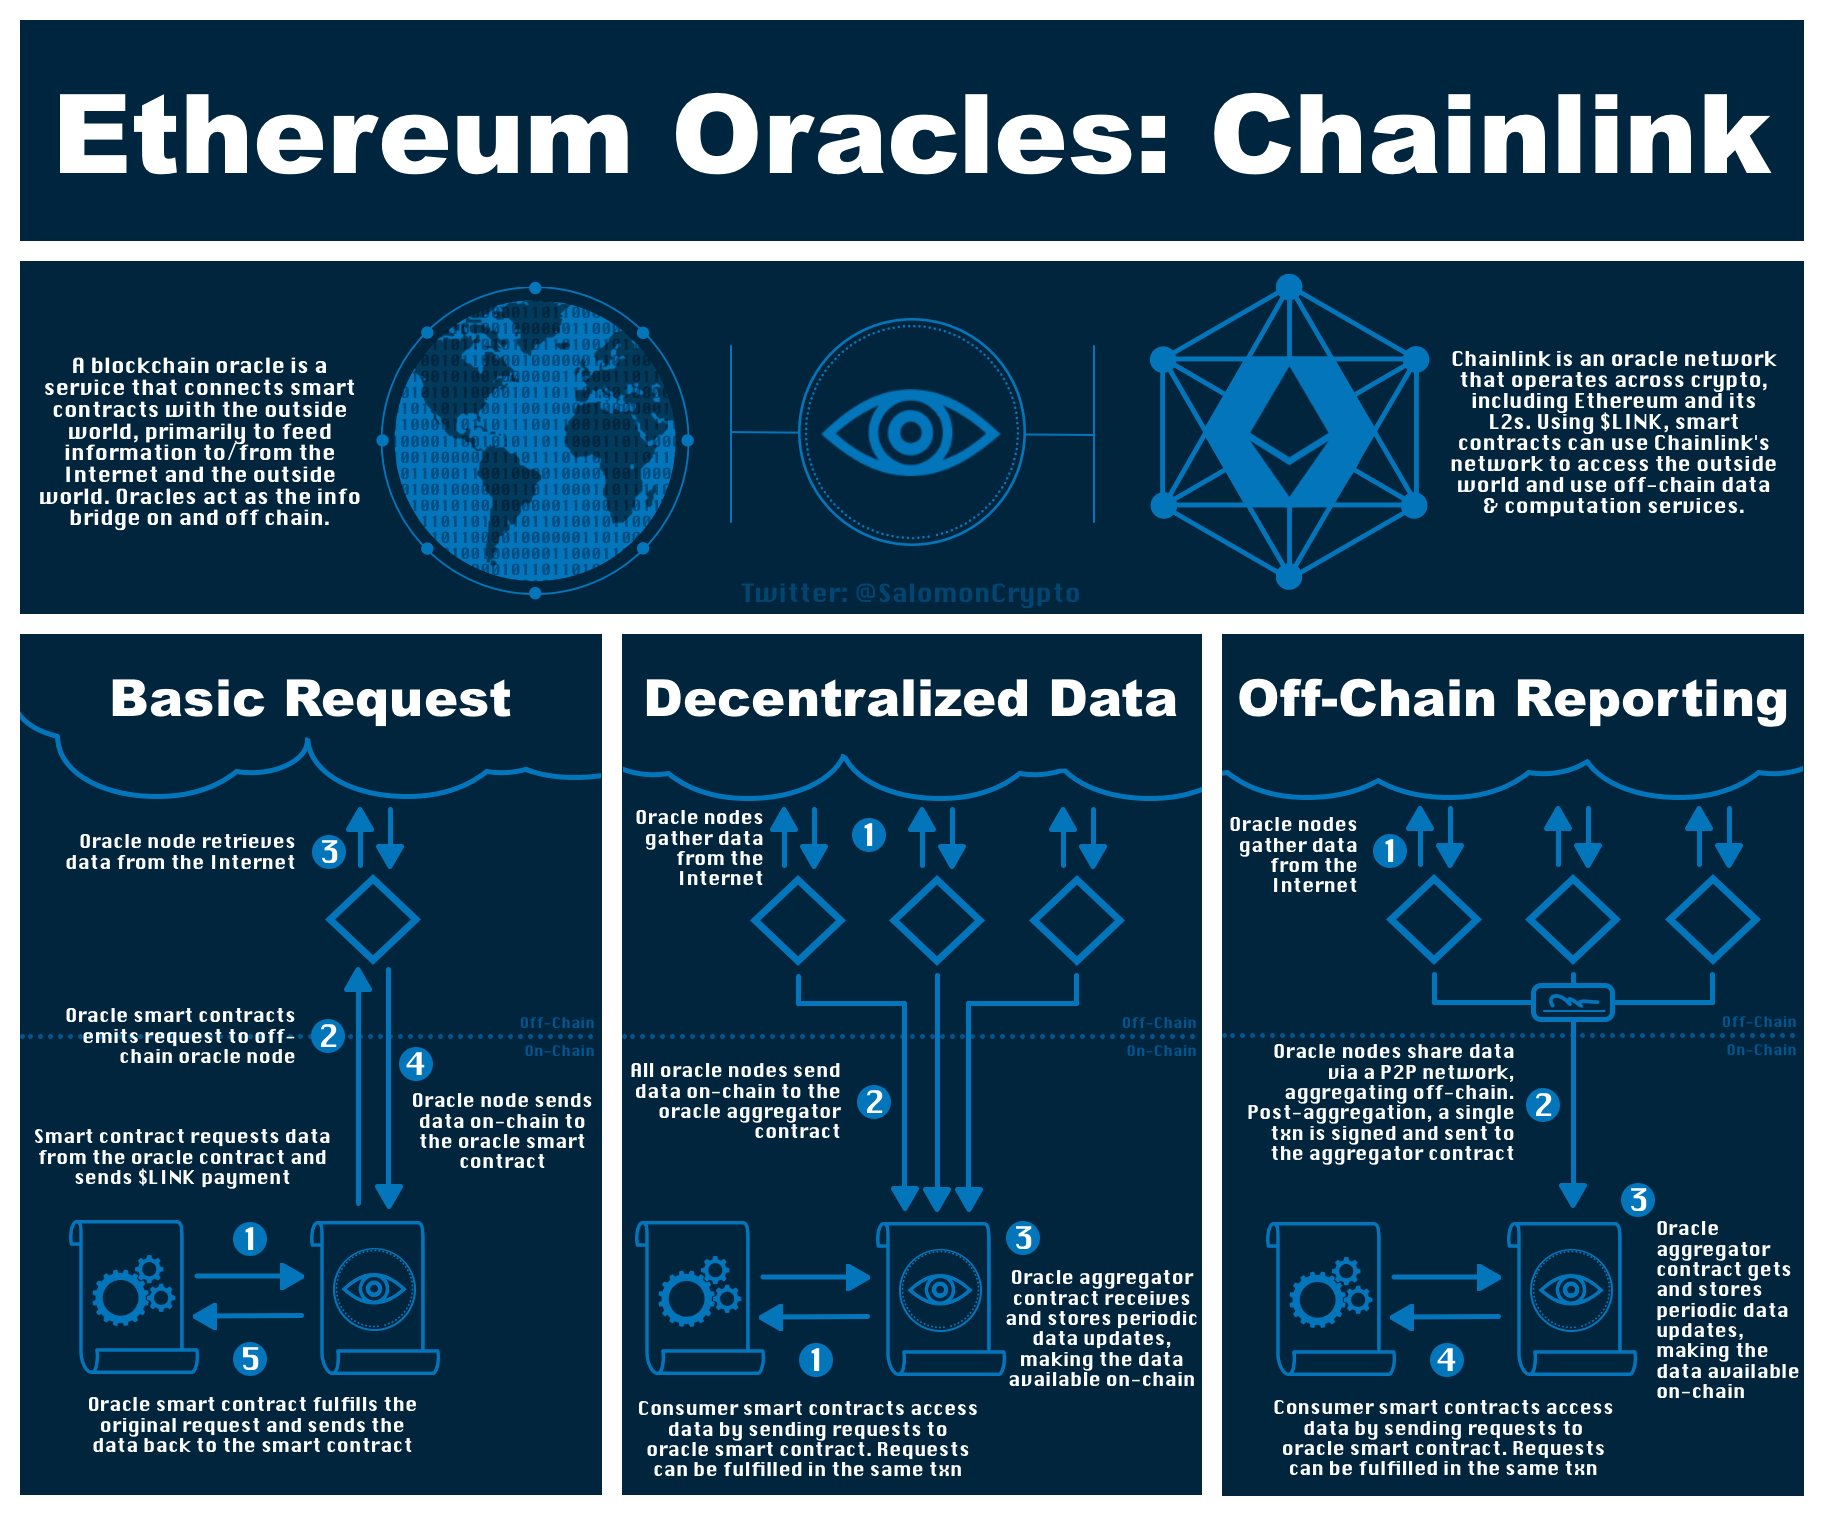 Ethereum Oracles: Chainlink
A blockchain oracle is a
service that connects smart
contracts with the outside
world, primarily to feed
information to/from the
Internet and the outside
world. Oracles act as the info
bridge on and off chain.
Twitter: @SalomonCrypto
Chainlink is an oracle network
that operates across crypto,
including Ethereum and its
L2s. Using $LINK, smart
contracts can use Chainlink's
network to access the outside
world and use off-chain data
& computation services.
Basic Request
Oracle node retrieves
data from the Internet
3
Oracle smart contracts
emits request to off-
chain oracle node
2
Off-Chain
On-Chain
4
Oracle node sends
data on-chain to
the oracle smart
contract
Smart contract requests data
from the oracle contract and
sends $LINK payment
1
5
Oracle smart contract fulfills the
original request and sends the
data back to the smart contract
Decentralized Data
Oracle nodes
gather data
from the
Internet
1
Off-Chain
On-Chain
All oracle nodes send
data on-chain to the
oracle aggregator
contract
2
3
Oracle aggregator
contract receives
and stores periodic
data updates,
making the data
available on-chain
1
Consumer smart contracts access
data by sending requests to
oracle smart contract. Requests
can be fulfilled in the same txn
Off-Chain Reporting
Oracle nodes
gather data
from the
Internet
1
Off-Chain
On-Chain
Oracle nodes share data
via a P2P network,
aggregating off-chain.
Post-aggregation, a single
txn is signed and sent to
the aggregator contract
2
3
Oracle
aggregator
contract gets
and stores
periodic data
updates,
making the
data available
on-chain
4
Consumer smart contracts access
data by sending requests to
oracle smart contract. Requests
can be fulfilled in the same txn